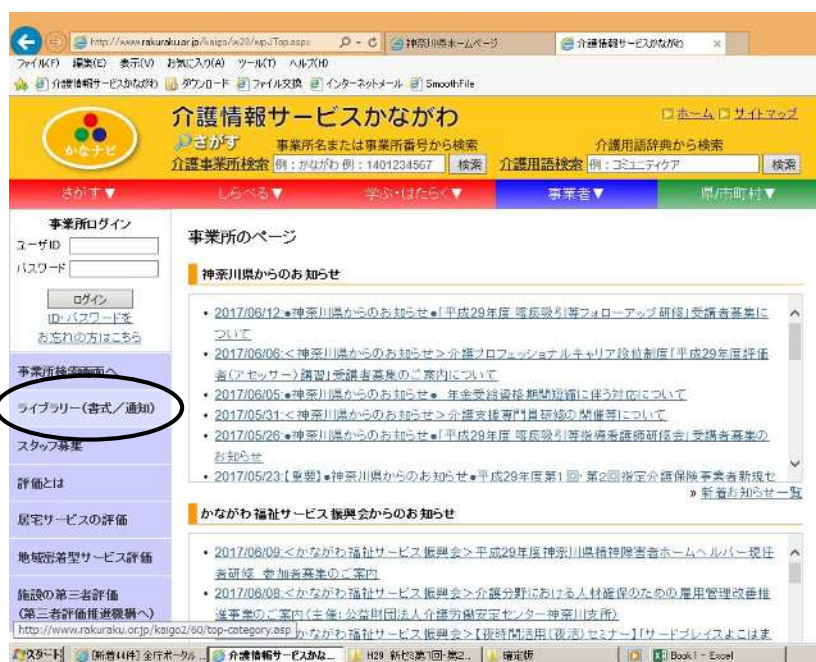 http://www.rakuraku.or.jp/kaigo/w20/wp/Top.aspx
神奈川県ホームページ
介護情報サービスかながわ
ファイル(F) 編集(E) 表示(V) お気に入り(A) ツール(T) ヘルプ(H)
介護情報サービスかながわ ダウンロード ファイル交換 インターネットメール SmoothFile
かなナビ
介護情報サービスかながわ
ホーム サイトマップ
さがす 事業所名または事業所番号から検索 介護用語辞典から検索
介護事業所検索 例：かながわ 例：1401234567 検索 介護用語検索 例：コミュニティケア 検索
さがす▼ しらべる▼ 学ぶ・はたらく▼ 事業者▼ 県/市町村▼
事業所ログイン
ユーザID
パスワード
ログイン
ID・パスワードを
お忘れの方はこちら
事業所検索画面へ
ライブラリー(書式／通知)
スタッフ募集
評価とは
居宅サービスの評価
地域密着型サービス評価
施設の第三者評価
(第三者評価推進機構へ)
事業所のページ
神奈川県からのお知らせ
• 2017/06/12:●神奈川県からのお知らせ●「平成29年度 喀痰吸引等フォローアップ研修」受講者募集に
ついて
• 2017/06/06:＜神奈川県からのお知らせ＞介護プロフェッショナルキャリア段位制度「平成29年度評価
者(アセッサー)講習」受講者募集のご案内について
• 2017/06/05:●神奈川県からのお知らせ● 年金受給資格期間短縮に伴う対応について
• 2017/05/31:＜神奈川県からのお知らせ＞介護支援専門員研修の開催等について
• 2017/05/26:●神奈川県からのお知らせ●「平成29年度 喀痰吸引等指導看護師研修会」受講者募集の
お知らせ
• 2017/05/23:【重要】●神奈川県からのお知らせ●平成29年度第1回・第2回指定介護保険事業者新規セ
» 新着お知らせ一覧
かながわ福祉サービス振興会からのお知らせ
• 2017/06/09:＜かながわ福祉サービス振興会＞平成29年度神奈川県精神障害者ホームヘルパー現任
者研修 参加者募集のご案内
• 2017/06/08:＜かながわ福祉サービス振興会＞介護分野における人材確保のための雇用管理改善推
進事業のご案内(主催：公益財団法人介護労働安定センター神奈川支所)
かながわ福祉サービス振興会＞【夜時間活用(夜活)セミナー】「サードプレイスよこはま
http://www.rakuraku.or.jp/kaigo2/60/top-category.asp
スタート 【新着44件】全庁ポータル... 介護情報サービスかな... H29 新セミ第1回・第2... 確定版 Book1 - Excel